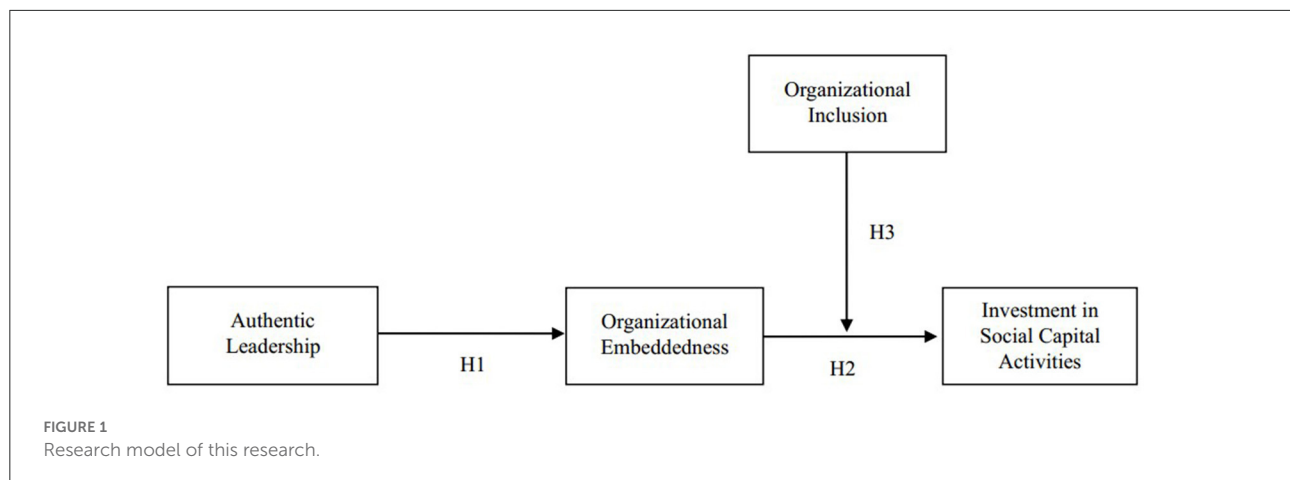 Organizational
Inclusion
H3
Authentic
Leadership
H1
Organizational
Embeddedness
H2
Investment in
Social Capital
Activities
FIGURE 1
Research model of this research.